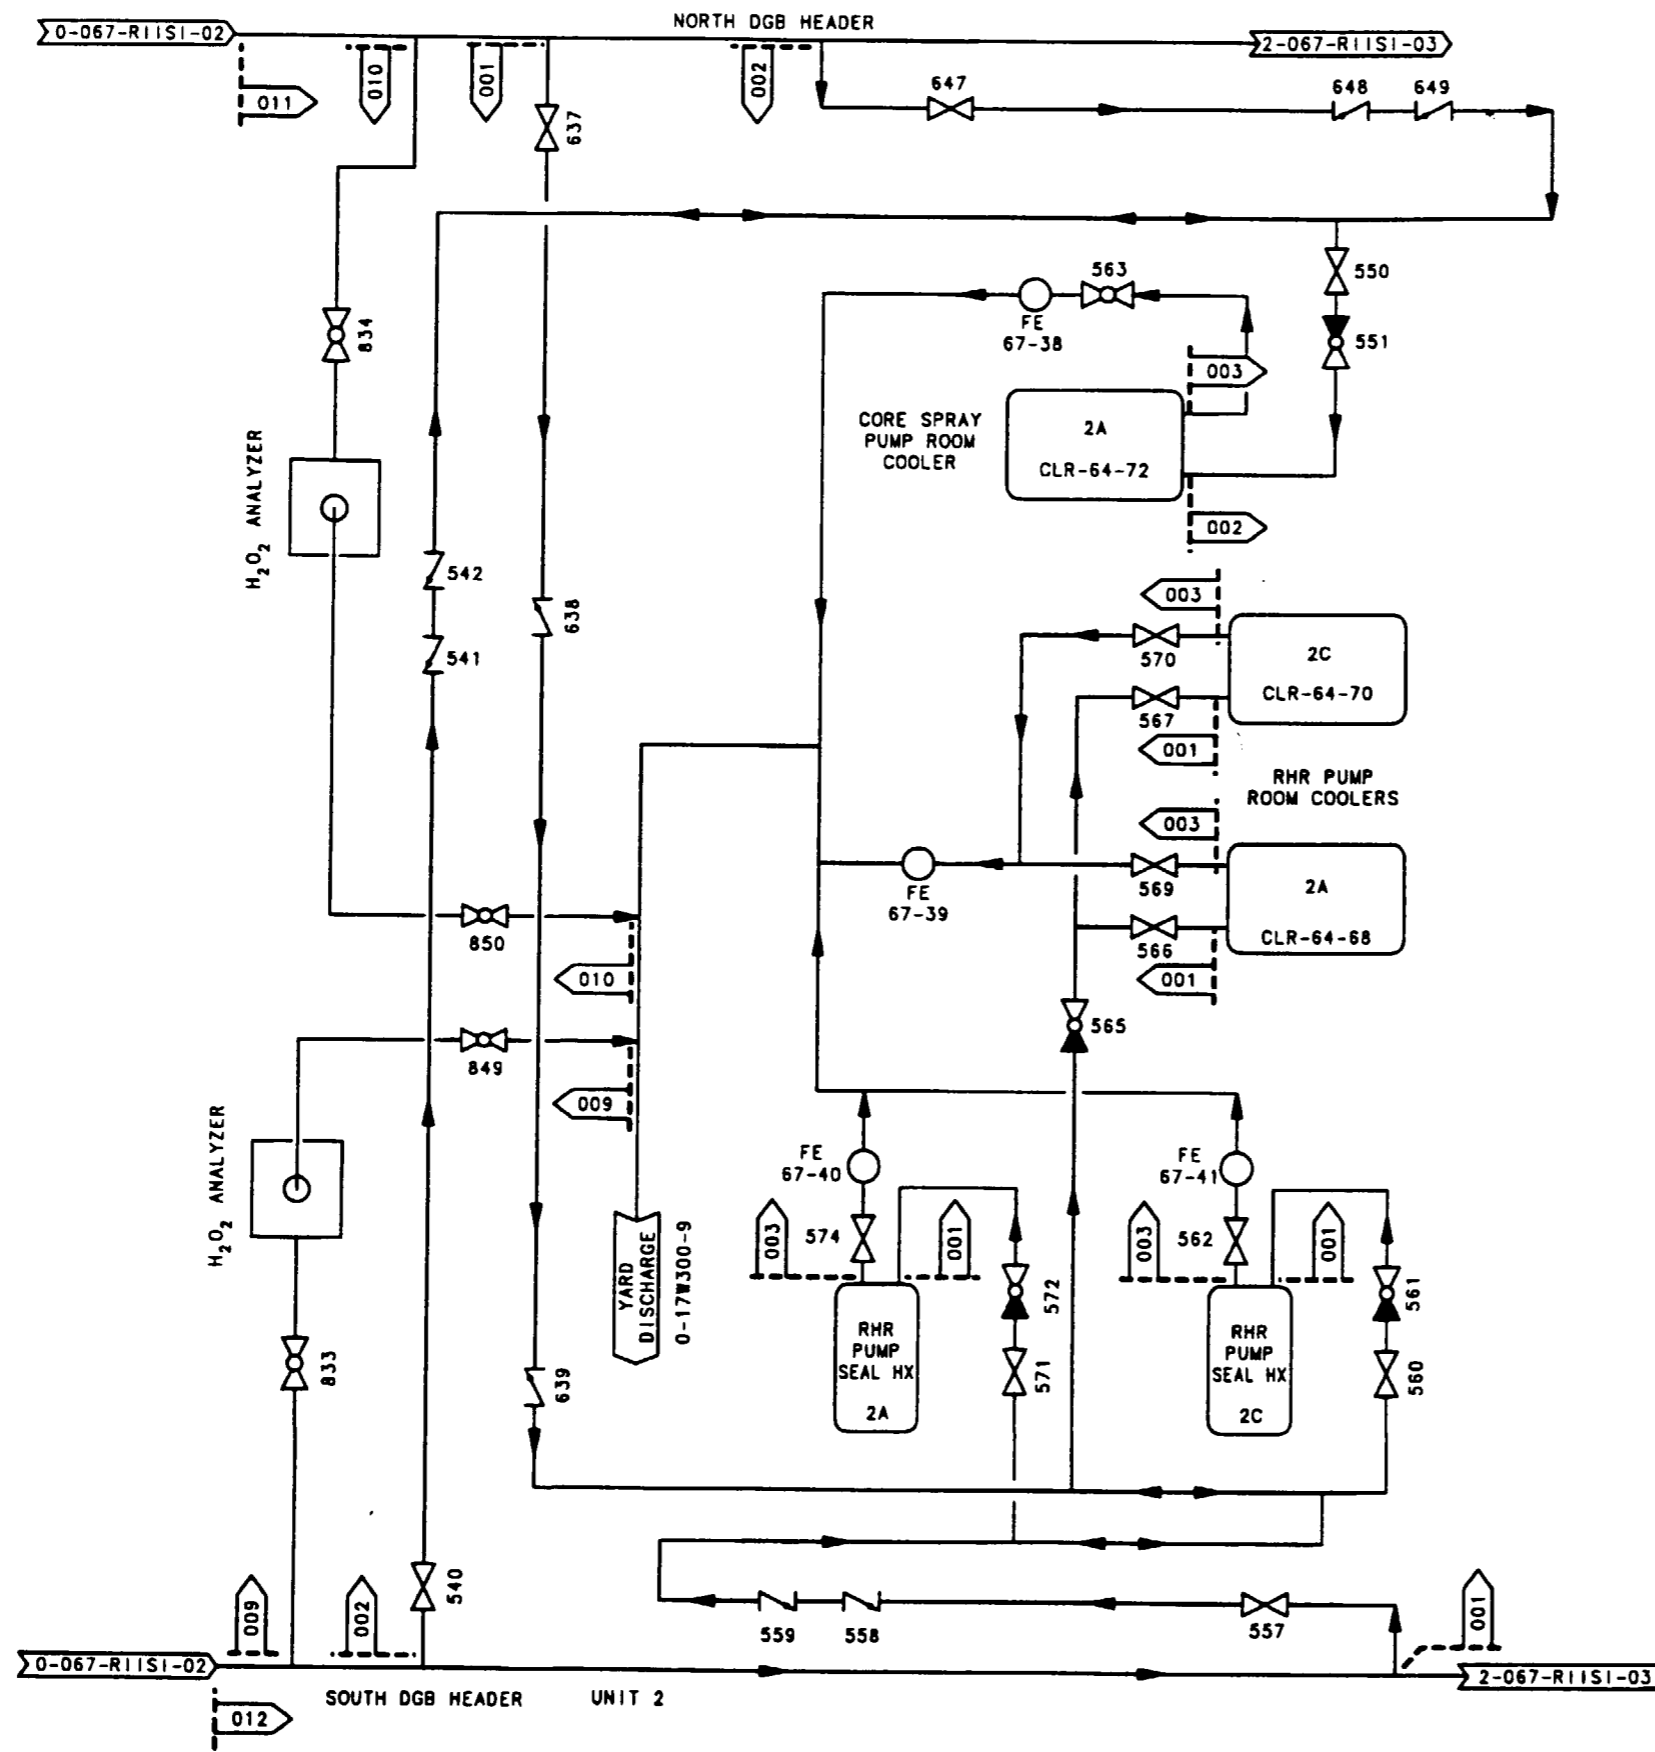 0-067-R11S1-02
NORTH DGB HEADER
2-067-R11S1-03
011
010
001
002
637
647
648
649
834
H2O2 ANALYZER
563
FE
67-38
550
551
003
CORE SPRAY
PUMP ROOM
COOLER
2A
CLR-64-72
002
542
541
638
003
570
2C
CLR-64-70
567
001
RHR PUMP
ROOM COOLERS
003
569
2A
CLR-64-68
FE
67-39
566
001
850
010
565
849
009
H2O2 ANALYZER
833
FE
67-40
FE
67-41
003
574
001
572
571
003
562
001
561
560
YARD
DISCHARGE
0-17W300-9
RHR
PUMP
SEAL HX
2A
RHR
PUMP
SEAL HX
2C
639
540
009
002
559
558
557
001
0-067-R11S1-02
2-067-R11S1-03
012
SOUTH DGB HEADER
UNIT 2